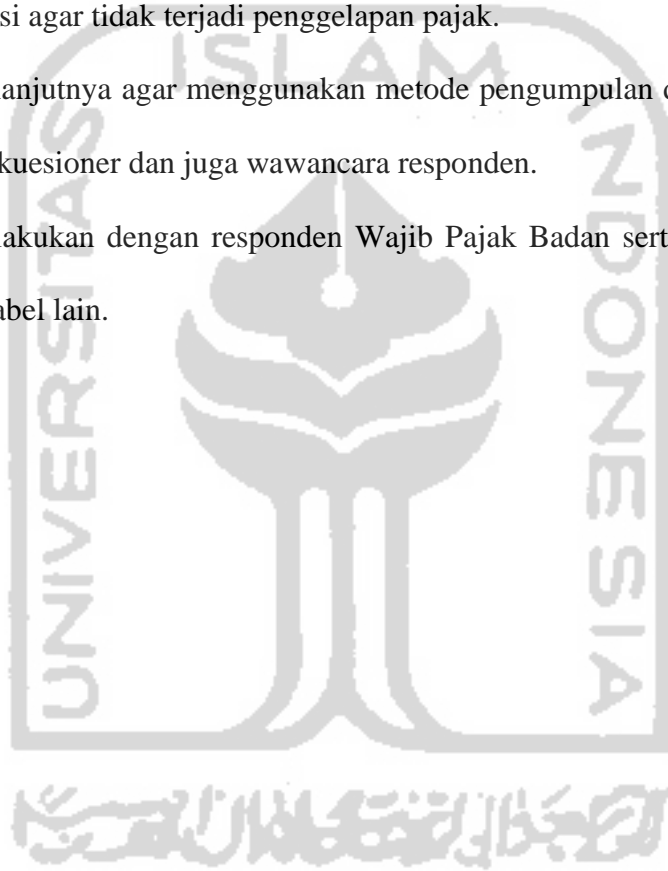 si agar tidak terjadi penggelapan pajak.
anjutnya agar menggunakan metode pengumpulan
kuesioner dan juga wawancara responden.
lakukan dengan responden Wajib Pajak Badan sert
abel lain.
UNIVERSITAS
ISLAM
INDONESIA